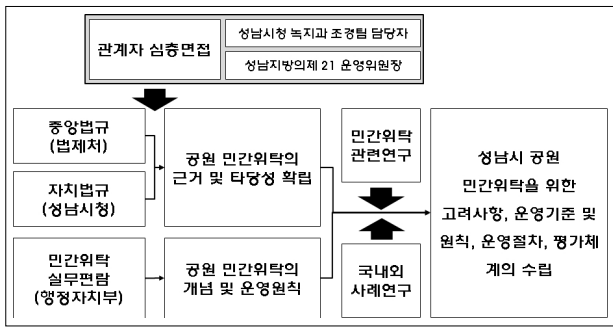 관계자 심층면접
성남시청 녹지과 조경팀 담당자
성남지방의제 21 운영위원장
중앙법규
(법제처)
자치법규
(성남시청)
민간위탁
실무편람
(행정자치부)
공원 민간위탁의
근거 및 타당성 확립
공원 민간위탁의
개념 및 운영원칙
민간위탁
관련연구
국내외
사례연구
성남시 공원
민간위탁을 위한
고려사항, 운영기준 및
원칙, 운영절차, 평가체
계의 수립